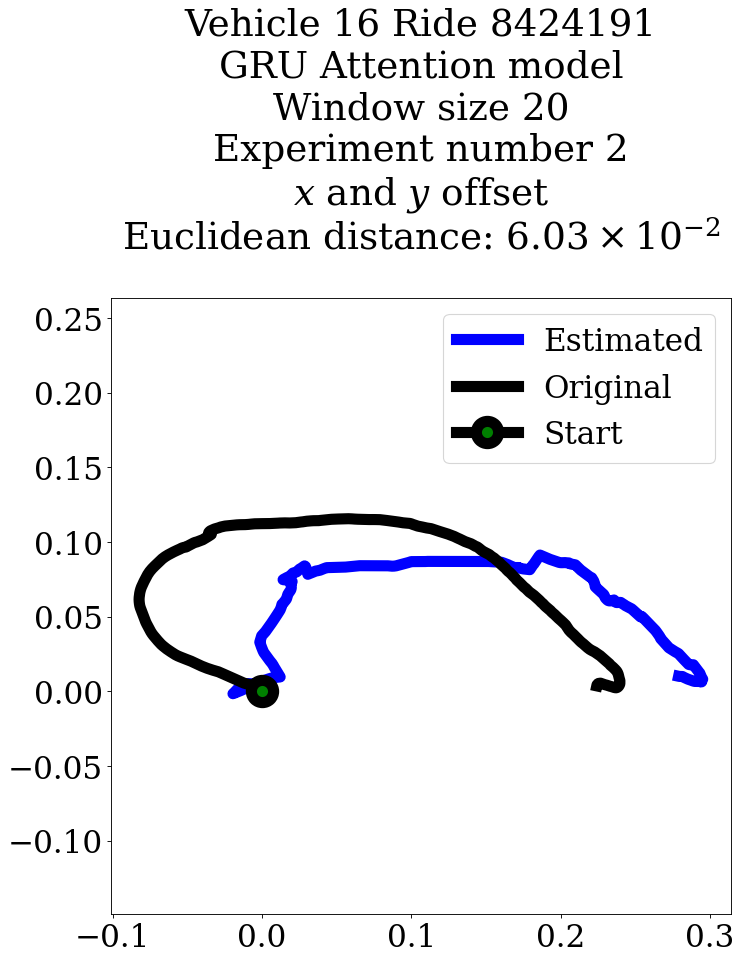 Vehicle 16 Ride 8424191
GRU Attention model
Window size 20
Experiment number 2
x and y offset
Euclidean distance: 6.03 × 10⁻²
Estimated
Original
Start
0.25
0.20
0.15
0.10
0.05
0.00
−0.05
−0.10
−0.1
0.0
0.1
0.2
0.3